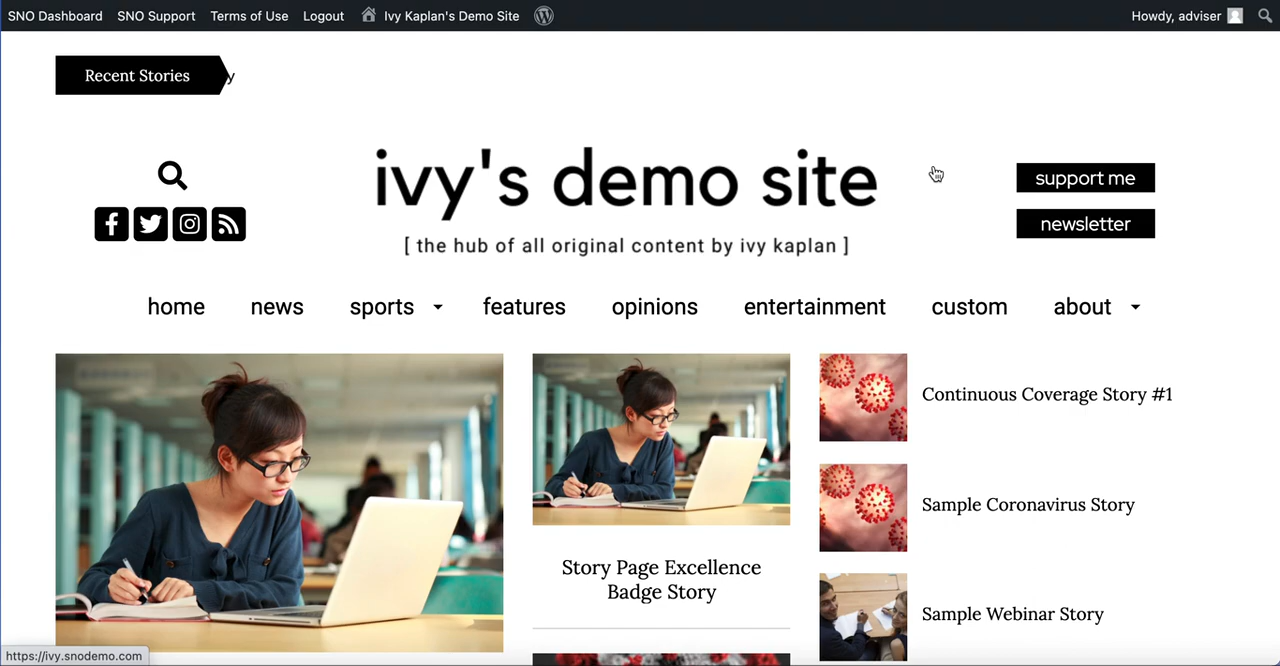 SNO Dashboard SNO Support Terms of Use Logout Ivy Kaplan's Demo Site Howdy, adviser
Recent Stories y
ivy's demo site
[ the hub of all original content by ivy kaplan ]
support me
newsletter
home news sports features opinions entertainment custom about
Continuous Coverage Story #1
Sample Coronavirus Story
Story Page Excellence
Badge Story
Sample Webinar Story
https://ivy.snodemo.com